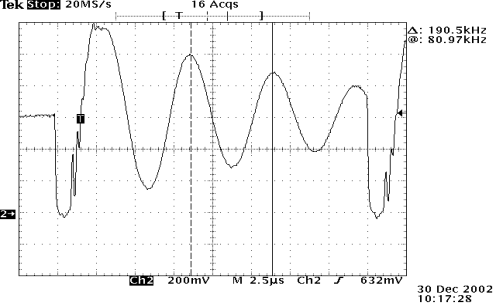 Tek Stop: 20MS/s 16 Acqs
[ T ]
Δ: 190.5kHz
@: 80.97kHz
T
2→
Ch2 200mV M 2.5µs Ch2 ƒ 632mV
30 Dec 2002
10:17:28